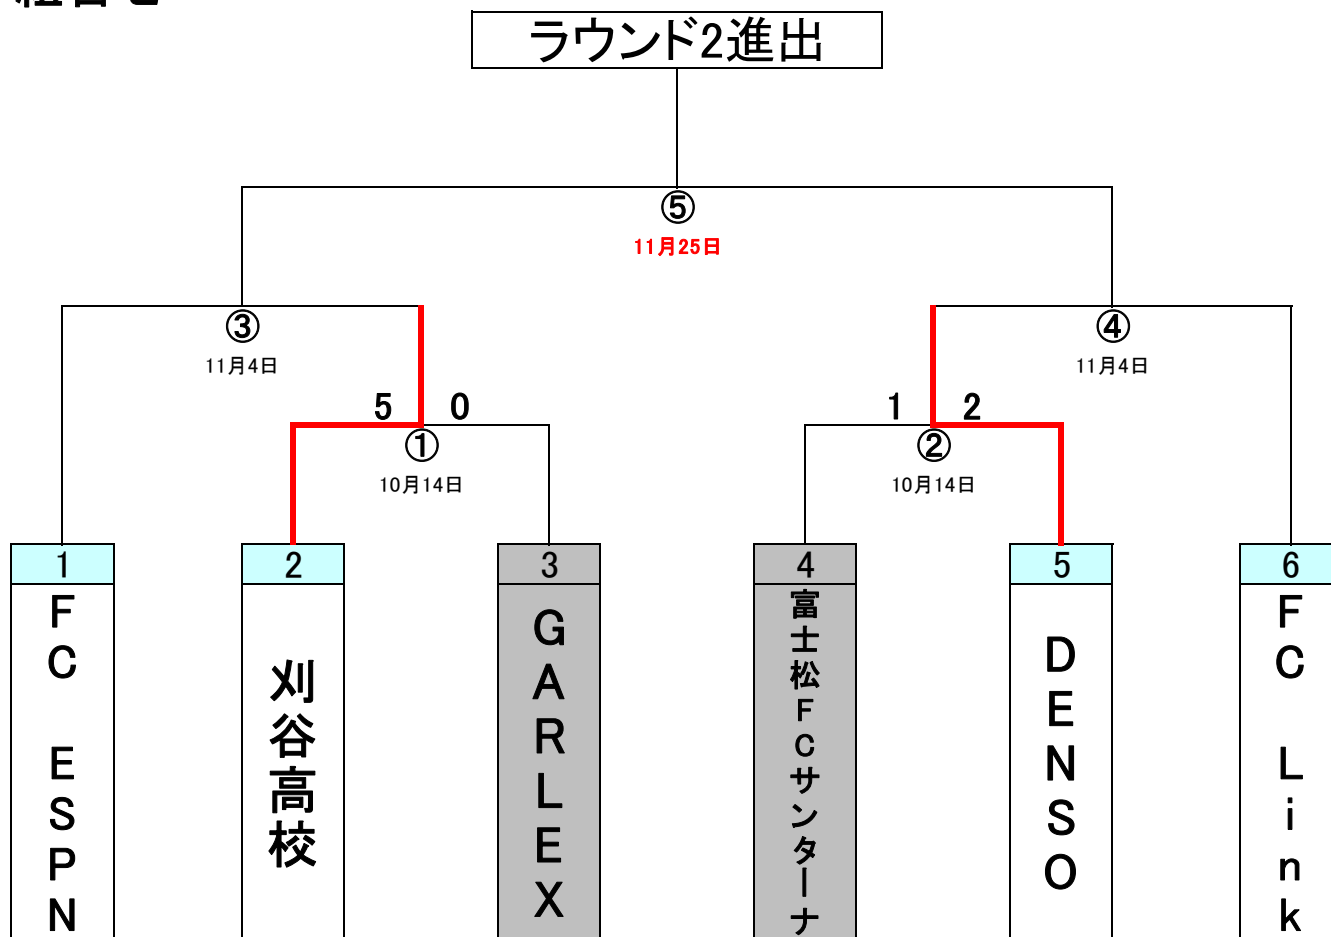 ラウンド2進出
⑤
11月25日
③
11月4日
④
11月4日
5 0
①
10月14日
1 2
②
10月14日
1
FC ESPN
2
刈谷高校
3
GARLEX
4
富士松FCサンターナ
5
DENSO
6
FC Link